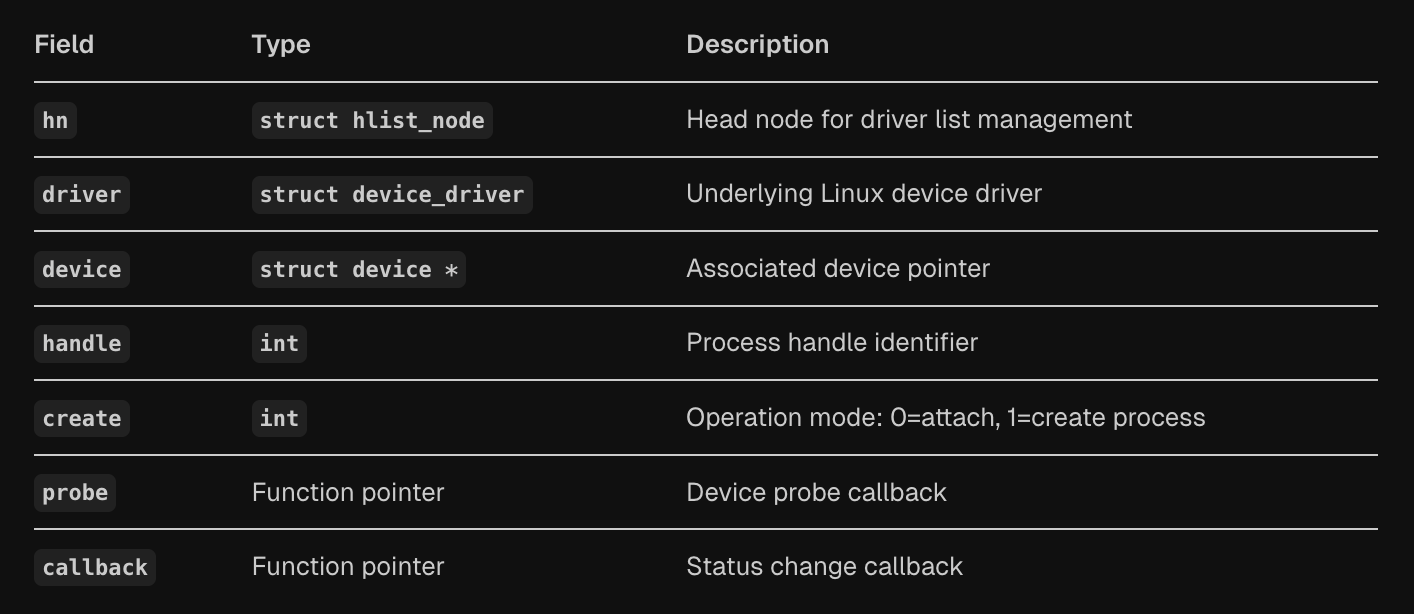 Field Type Description
hn struct hlist_node Head node for driver list management
driver struct device_driver Underlying Linux device driver
device struct device * Associated device pointer
handle int Process handle identifier
create int Operation mode: 0=attach, 1=create process
probe Function pointer Device probe callback
callback Function pointer Status change callback